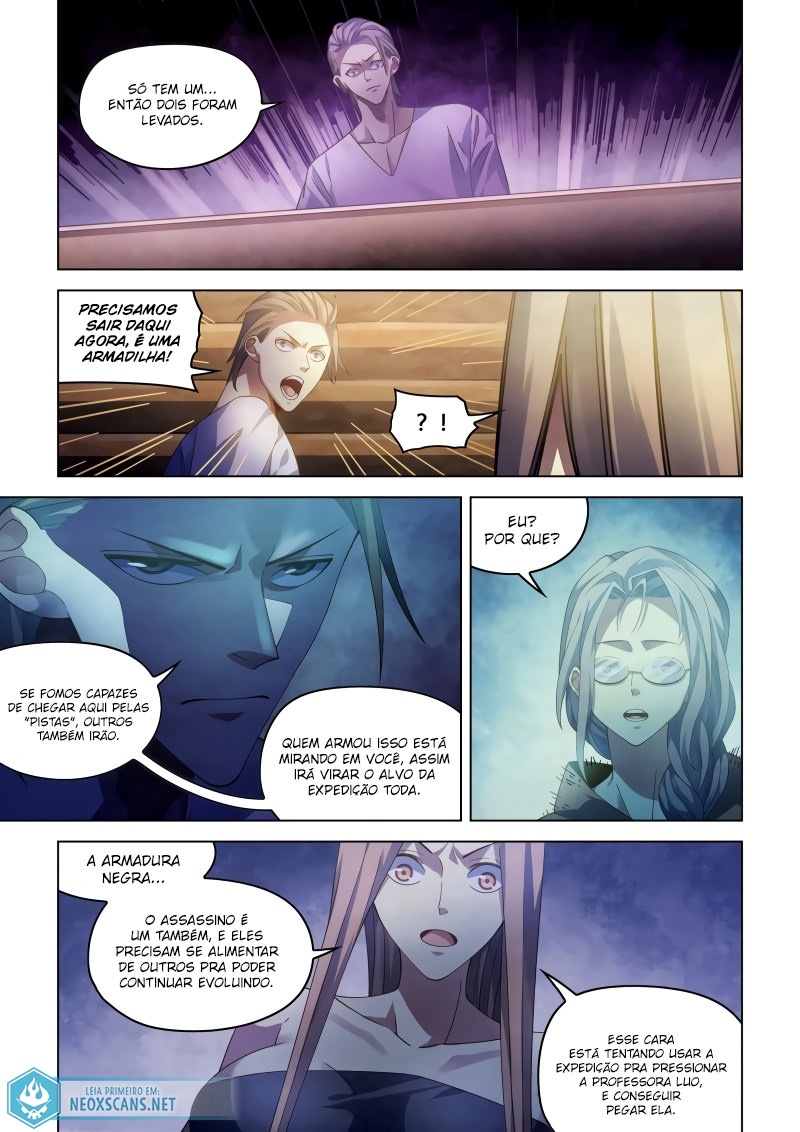 SÓ TEM UM...
ENTÃO DOIS FORAM
LEVADOS.
PRECISAMOS
SAIR DAQUI
AGORA, É UMA
ARMADILHA!
? !
SE FOMOS CAPAZES
DE CHEGAR AQUI PELAS
"PISTAS", OUTROS
TAMBÉM IRÃO.
QUEM ARMOU ISSO ESTÁ
MIRANDO EM VOCÊ, ASSIM
IRÁ VIRAR O ALVO DA
EXPEDIÇÃO TODA.
EU?
POR QUE?
A ARMADURA
NEGRA...
O ASSASSINO É
UM TAMBÉM, E ELES
PRECISAM SE ALIMENTAR
DE OUTROS PRA PODER
CONTINUAR EVOLUINDO.
ESSE CARA
ESTÁ TENTANDO USAR A
EXPEDIÇÃO PRA PRESSIONAR
A PROFESSORA LUO,
E CONSEGUIR
PEGAR ELA.
LEIA PRIMEIRO EM:
NEOXSCANS.NET